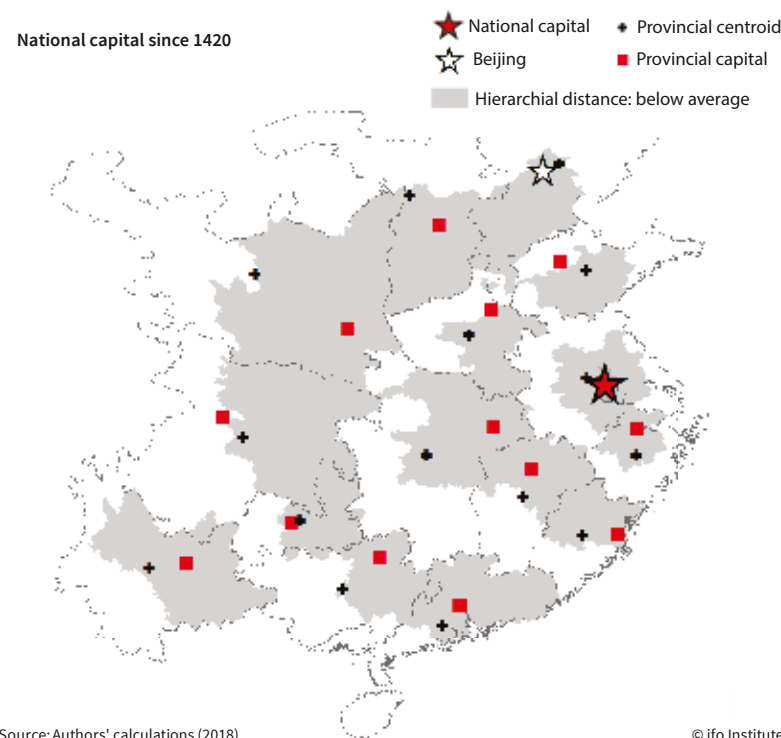 National capital since 1420
National capital
Provincial centroid
Beijing
Provincial capital
Hierarchial distance: below average
Source: Authors' calculations (2018)
© ifo Institute